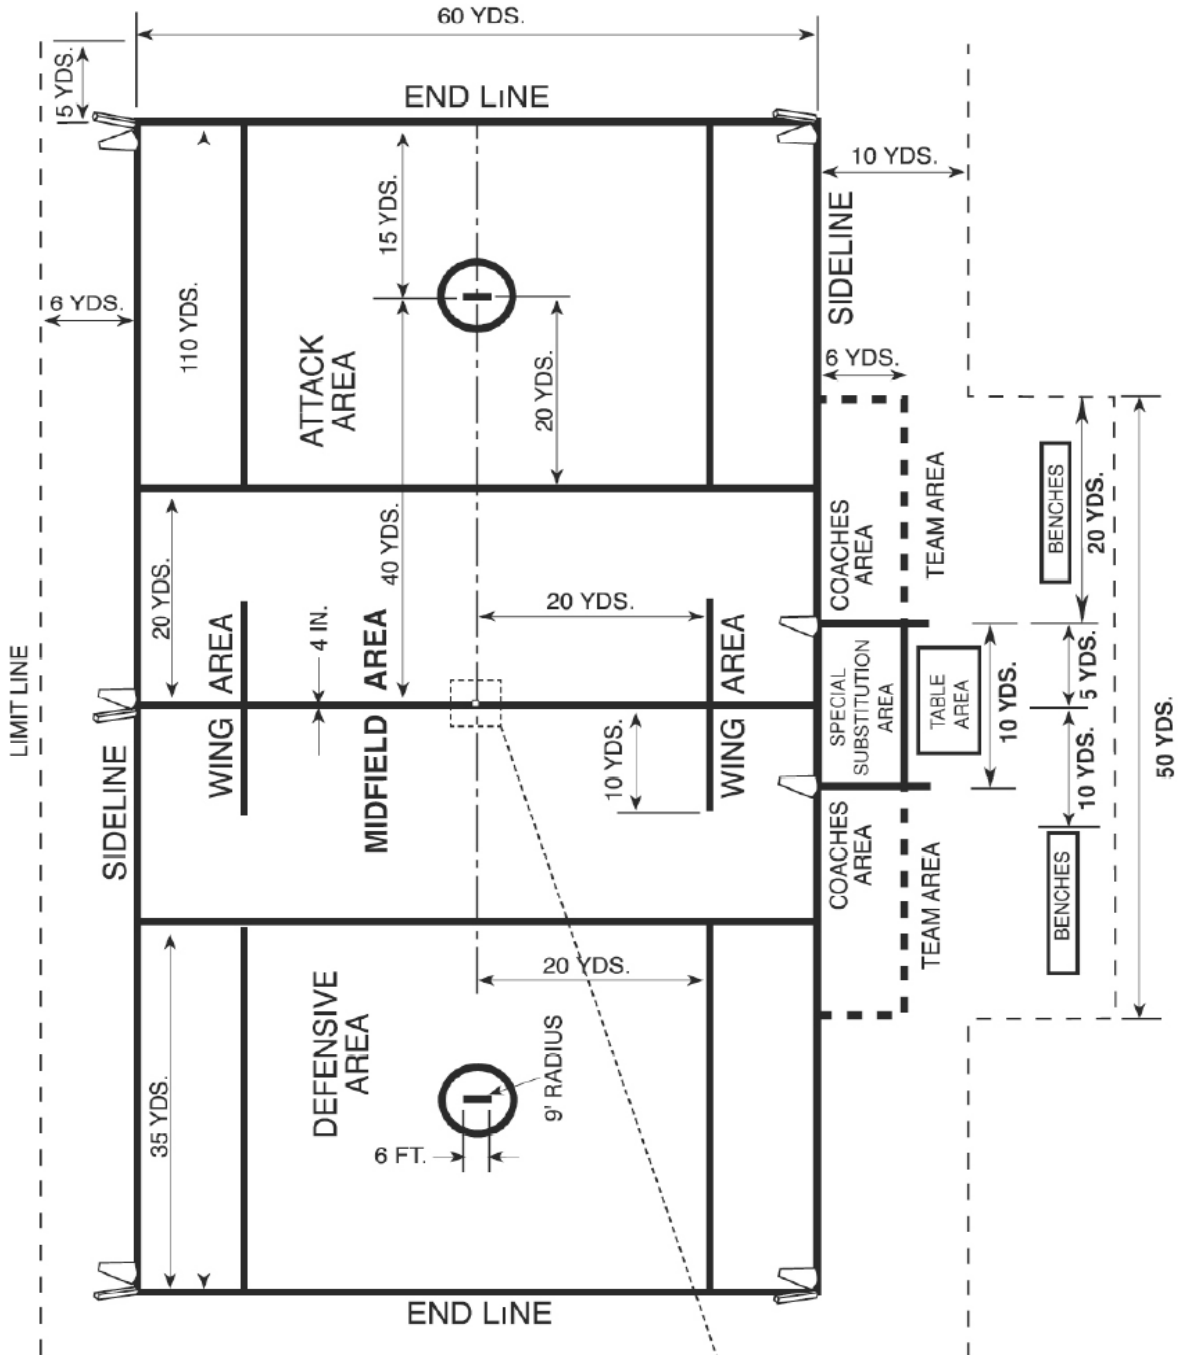 60 YDS.
5 YDS.
END LiNE
10 YDS.
15 YDS.
SIDELINE
6 YDS.
110 YDS.
ATTACK
AREA
20 YDS.
6 YDS.
40 YDS.
20 YDS.
COACHES
AREA
TEAM AREA
BENCHES
20 YDS.
LIMIT LINE
WING AREA
4 IN.
MIDFIELD AREA
20 YDS.
WING AREA
10 YDS.
SPECIAL
SUBSTITUTION
AREA
TABLE
AREA
10 YDS.
5 YDS.
10 YDS.
50 YDS.
SIDELINE
COACHES
AREA
TEAM AREA
BENCHES
35 YDS.
DEFENSIVE
AREA
20 YDS.
9' RADIUS
6 FT.
END LiNE